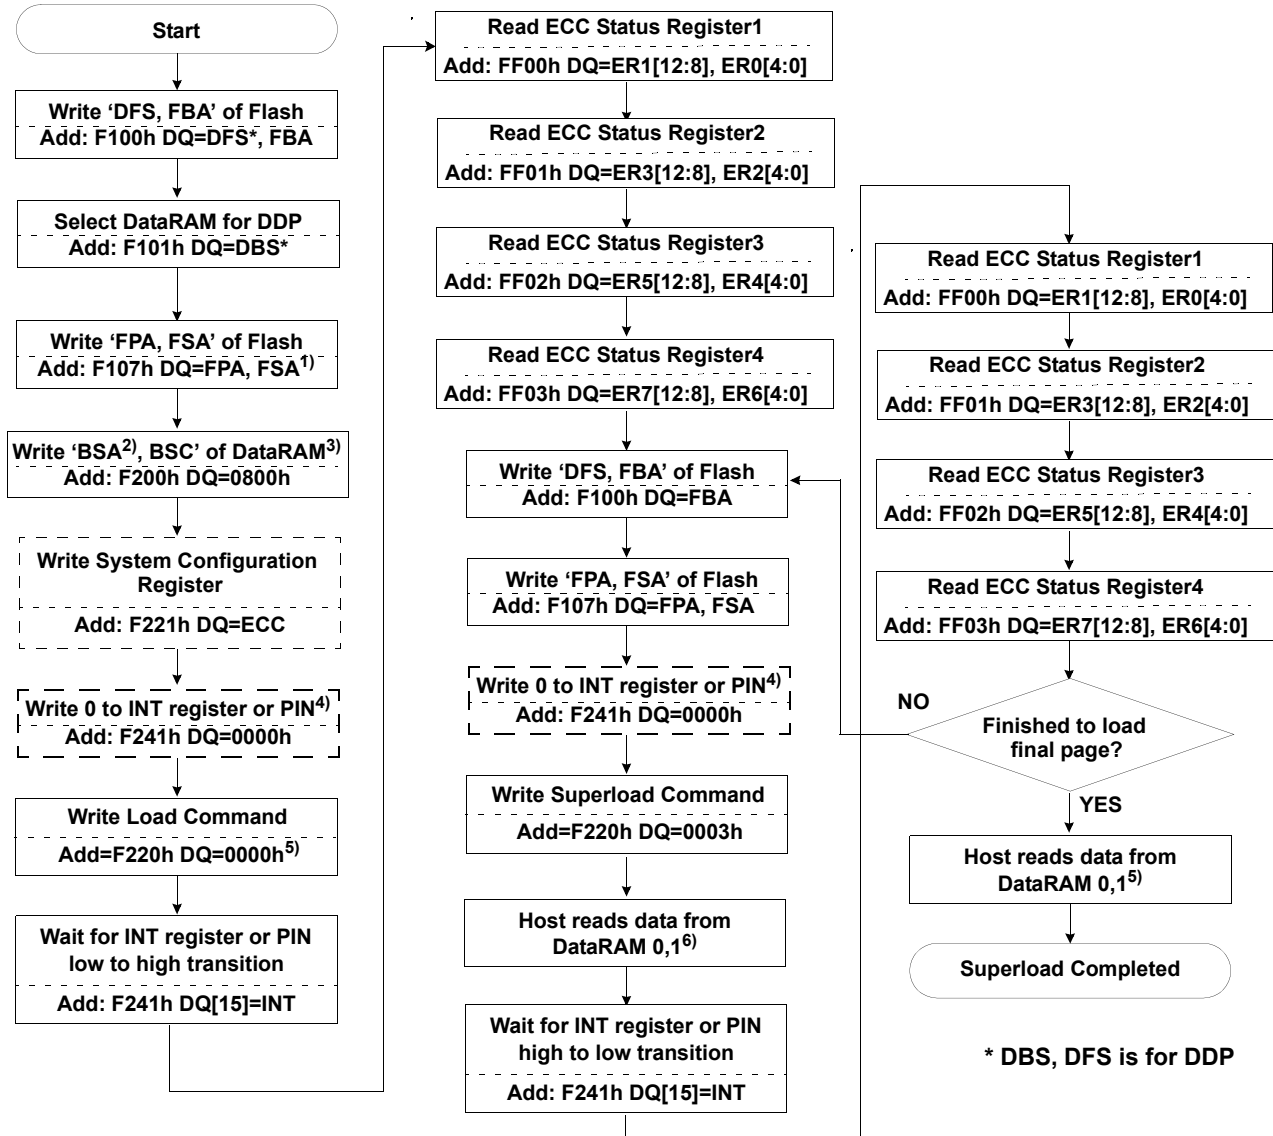 Start
Write ‘DFS, FBA’ of Flash
Add: F100h DQ=DFS*, FBA
Select DataRAM for DDP
Add: F101h DQ=DBS*
Write ‘FPA, FSA’ of Flash
Add: F107h DQ=FPA, FSA1)
Write ‘BSA2), BSC’ of DataRAM3)
Add: F200h DQ=0800h
Write System Configuration
Register
Add: F221h DQ=ECC
Write 0 to INT register or PIN4)
Add: F241h DQ=0000h
Write Load Command
Add=F220h DQ=0000h5)
Wait for INT register or PIN
low to high transition
Add: F241h DQ[15]=INT
Read ECC Status Register1
Add: FF00h DQ=ER1[12:8], ER0[4:0]
Read ECC Status Register2
Add: FF01h DQ=ER3[12:8], ER2[4:0]
Read ECC Status Register3
Add: FF02h DQ=ER5[12:8], ER4[4:0]
Read ECC Status Register4
Add: FF03h DQ=ER7[12:8], ER6[4:0]
Write ‘DFS, FBA’ of Flash
Add: F100h DQ=FBA
Write ‘FPA, FSA’ of Flash
Add: F107h DQ=FPA, FSA
Write 0 to INT register or PIN4)
Add: F241h DQ=0000h
Write Superload Command
Add=F220h DQ=0003h
Host reads data from
DataRAM 0,16)
Wait for INT register or PIN
high to low transition
Add: F241h DQ[15]=INT
Read ECC Status Register1
Add: FF00h DQ=ER1[12:8], ER0[4:0]
Read ECC Status Register2
Add: FF01h DQ=ER3[12:8], ER2[4:0]
Read ECC Status Register3
Add: FF02h DQ=ER5[12:8], ER4[4:0]
Read ECC Status Register4
Add: FF03h DQ=ER7[12:8], ER6[4:0]
NO
Finished to load
final page?
YES
Host reads data from
DataRAM 0,15)
Superload Completed
* DBS, DFS is for DDP